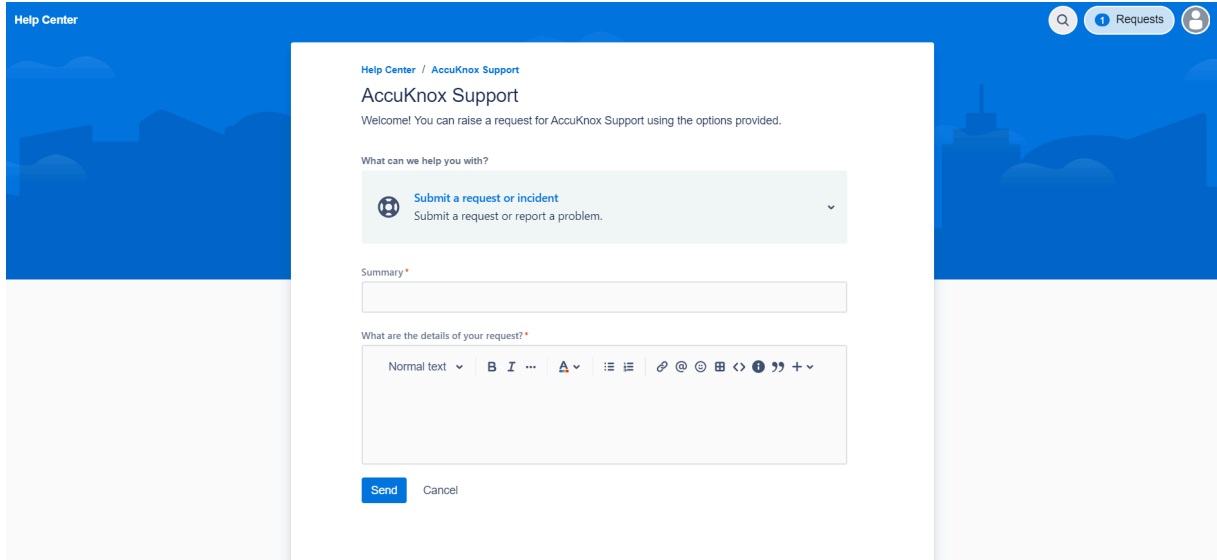 Help Center
1 Requests
Help Center / AccuKnox Support
AccuKnox Support
Welcome! You can raise a request for AccuKnox Support using the options provided.
What can we help you with?
Submit a request or incident
Submit a request or report a problem.
Summary *
What are the details of your request? *
Normal text B I ... A @ <> +
Send Cancel